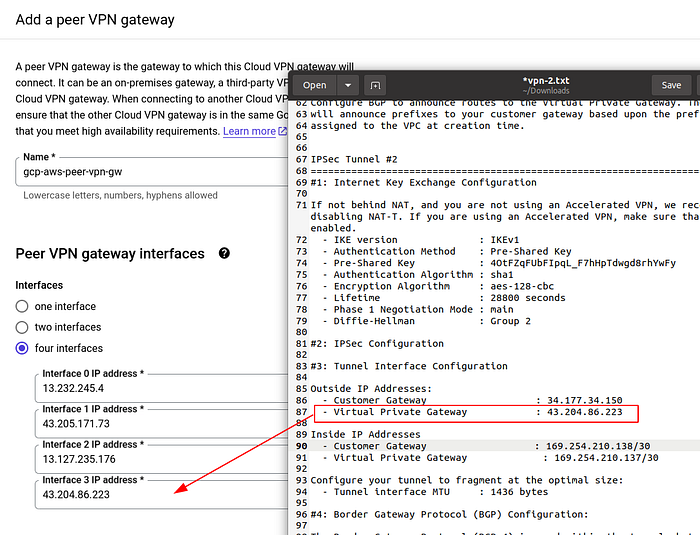 Add a peer VPN gateway
A peer VPN gateway is the gateway to which this Cloud VPN gateway will
connect. It can be an on-premises gateway, a third-party VP
Cloud VPN gateway. When connecting to another Cloud VP
ensure that the other Cloud VPN gateway is in the same Go
that you meet high availability requirements. Learn more
Name *
gcp-aws-peer-vpn-gw
Lowercase letters, numbers, hyphens allowed
Peer VPN gateway interfaces
Interfaces
one interface
two interfaces
four interfaces
Interface 0 IP address *
13.232.245.4
Interface 1 IP address *
43.205.171.73
Interface 2 IP address *
13.127.235.176
Interface 3 IP address *
43.204.86.223
Open
*vpn-2.txt
~/Downloads
Save
62 Configure BGP to announce routes to the Virtual Private Gateway. Th
63 will announce prefixes to your customer gateway based upon the pref
64 assigned to the VPC at creation time.
65
66
67 IPSec Tunnel #2
68 ================================================================
69 #1: Internet Key Exchange Configuration
70
71 If not behind NAT, and you are not using an Accelerated VPN, we rec
disabling NAT-T. If you are using an Accelerated VPN, make sure tha
enabled.
72 - IKE version : IKEv1
73 - Authentication Method : Pre-Shared Key
74 - Pre-Shared Key : 4OtFZqFUbFIpqL_F7hHpTdwgd8rhYwFy
75 - Authentication Algorithm : sha1
76 - Encryption Algorithm : aes-128-cbc
77 - Lifetime : 28800 seconds
78 - Phase 1 Negotiation Mode : main
79 - Diffie-Hellman : Group 2
80
81 #2: IPSec Configuration
82
83 #3: Tunnel Interface Configuration
84
85 Outside IP Addresses:
86 - Customer Gateway : 34.177.34.150
87 - Virtual Private Gateway : 43.204.86.223
88
89 Inside IP Addresses
90 - Customer Gateway : 169.254.210.138/30
91 - Virtual Private Gateway : 169.254.210.137/30
92
93 Configure your tunnel to fragment at the optimal size:
94 - Tunnel interface MTU : 1436 bytes
95
96 #4: Border Gateway Protocol (BGP) Configuration:
97